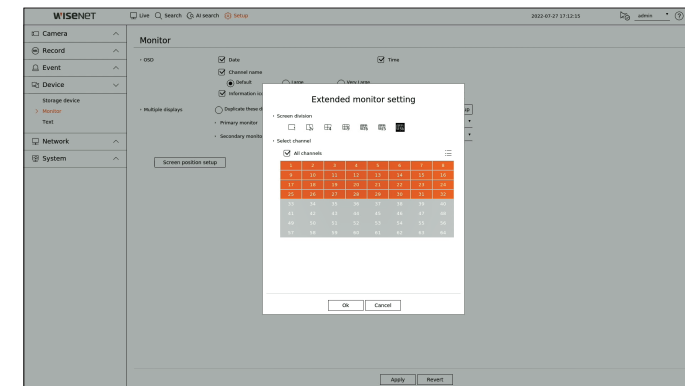 WISENET
Live Search AI search Setup
2022-07-27 17:12:15
admin
Camera
Record
Event
Device
Storage device
Monitor
Text
Network
System
Monitor
OSD
Date
Time
Channel name
Default
Large
Very Large
Information
Multiple displays
Duplicate these
Primary monitor
Secondary
Screen position setup
Extended monitor setting
Screen division
Select channel
All channels
1 2 3 4 5 6 7 8
9 10 11 12 13 14 15 16
17 18 19 20 21 22 23 24
25 26 27 28 29 30 31 32
33 34 35 36 37 38 39 40
41 42 43 44 45 46 47 48
49 50 51 52 53 54 55 56
57 58 59 60 61 62 63 64
Ok Cancel
Apply Revert